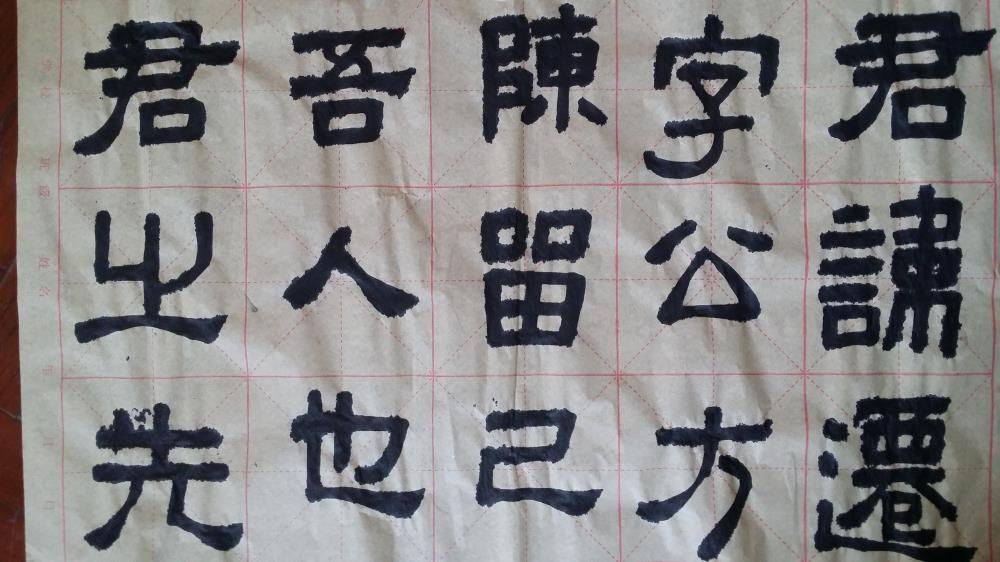 君諱遷
字公方
陳留己
吾人也
君之先